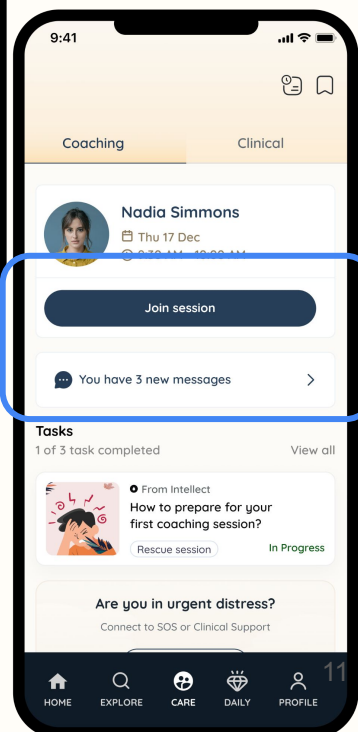 9:41
Coaching
Clinical
Nadia Simmons
Thu 17 Dec
Join session
You have 3 new messages
Tasks
1 of 3 task completed
View all
From Intellect
How to prepare for your
first coaching session?
Rescue session
In Progress
Are you in urgent distress?
Connect to SOS or Clinical Support
HOME
EXPLORE
CARE
DAILY
PROFILE
11